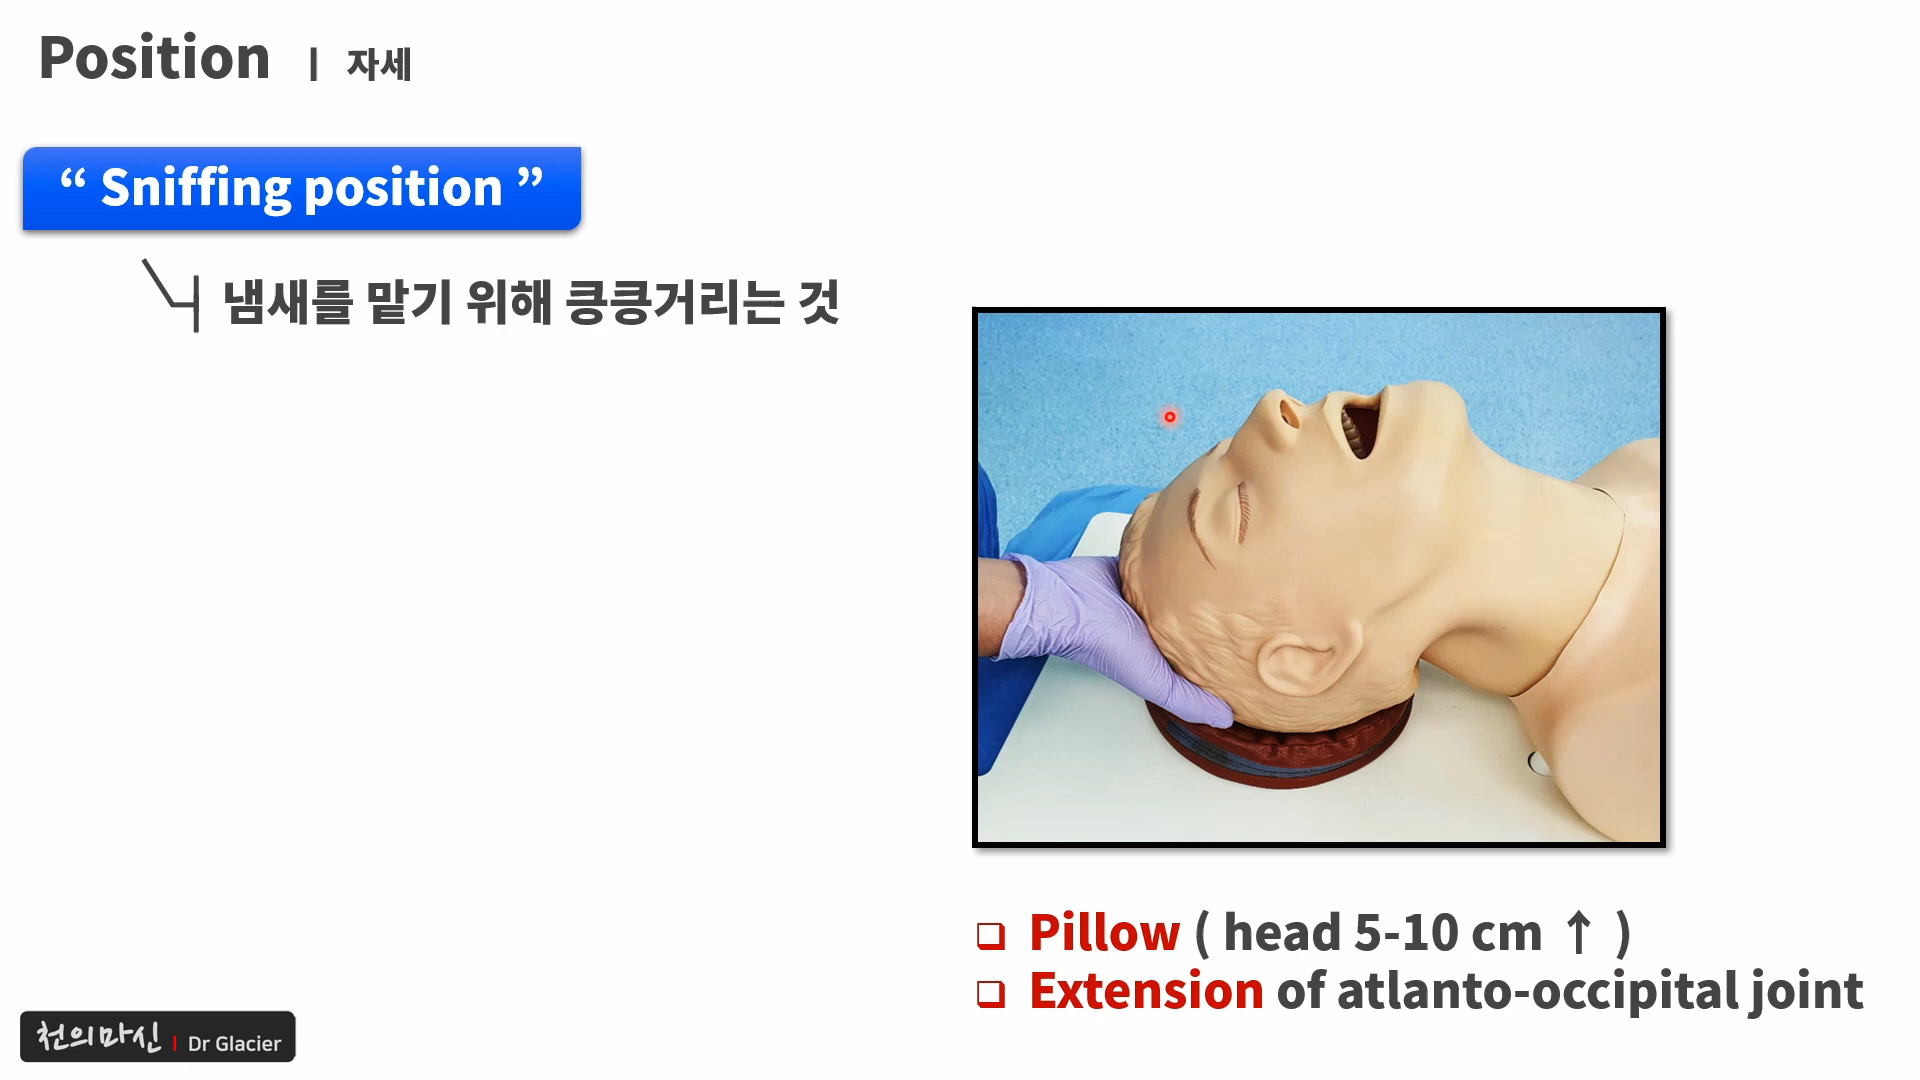 Position | 자세
“ Sniffing position ”
냄새를 맡기 위해 킁킁거리는 것
Pillow ( head 5-10 cm ↑ )
Extension of atlanto-occipital joint
천의마신 | Dr Glacier